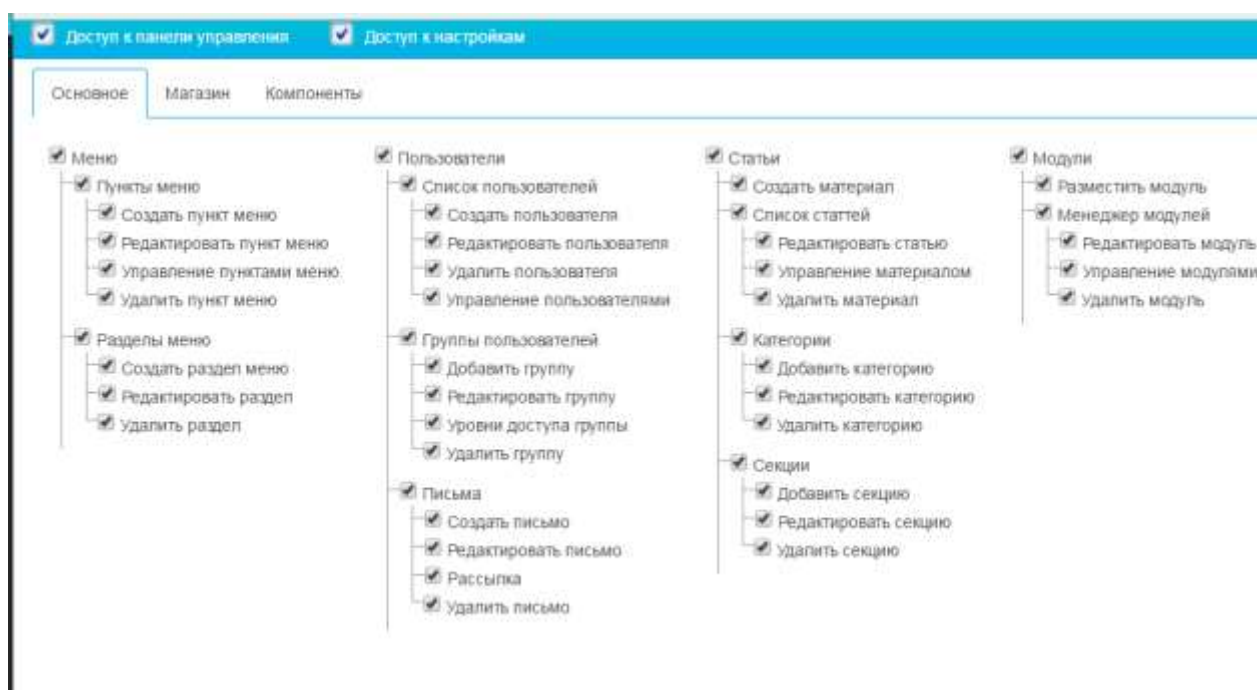 Доступ к панели управления Доступ к настройкам
Основное Магазин Компоненты
Меню
Пункты меню
Создать пункт меню
Редактировать пункт меню
Управление пунктами меню
Удалить пункт меню
Разделы меню
Создать раздел меню
Редактировать раздел
Удалить раздел
Пользователи
Список пользователей
Создать пользователя
Редактировать пользователя
Удалить пользователя
Управление пользователями
Группы пользователей
Добавить группу
Редактировать группу
Уровни доступа группы
Удалить группу
Письма
Создать письмо
Редактировать письмо
Рассылка
Удалить письмо
Статьи
Создать материал
Список статтей
Редактировать статью
Управление материалом
Удалить материал
Категории
Добавить категорию
Редактировать категорию
Удалить категорию
Секции
Добавить секцию
Редактировать секцию
Удалить секцию
Модули
Разместить модуль
Менеджер модулей
Редактировать модуль
Управление модулями
Удалить модуль